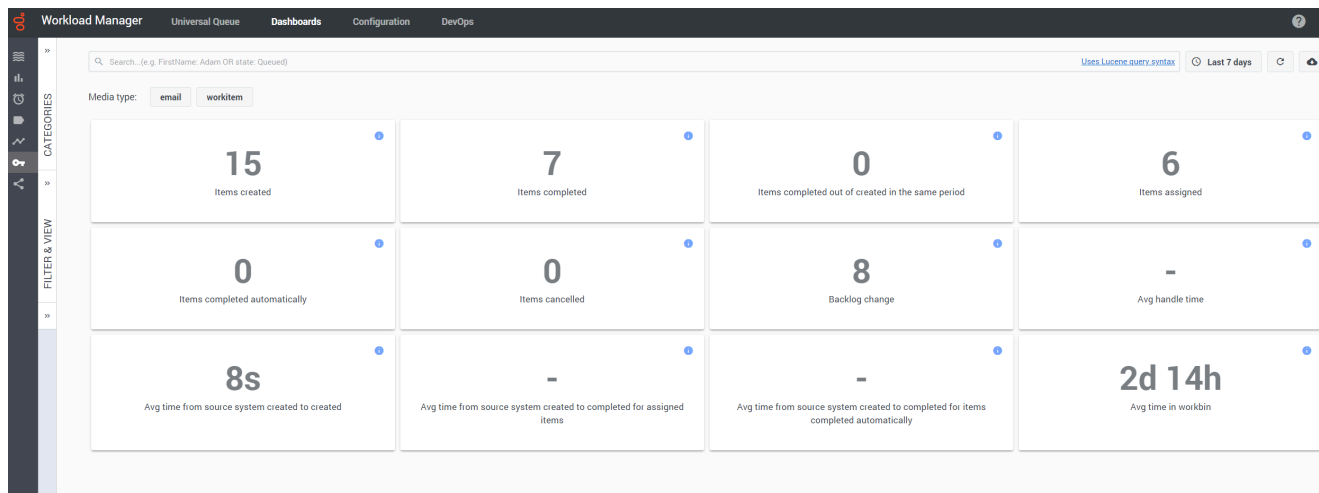 Workload Manager
Universal Queue
Dashboards
Configuration
DevOps
?
CATEGORIES
FILTER & VIEW
Search...(e.g. FirstName: Adam OR state: Queued)
Uses Lucene query syntax
Last 7 days
Media type:
email
workitem
15
Items created
7
Items completed
0
Items completed out of created in the same period
6
Items assigned
0
Items completed automatically
0
Items cancelled
8
Backlog change
-
Avg handle time
8s
Avg time from source system created to created
-
Avg time from source system created to completed for assigned
items
-
Avg time from source system created to completed for items
completed automatically
2d 14h
Avg time in workbin